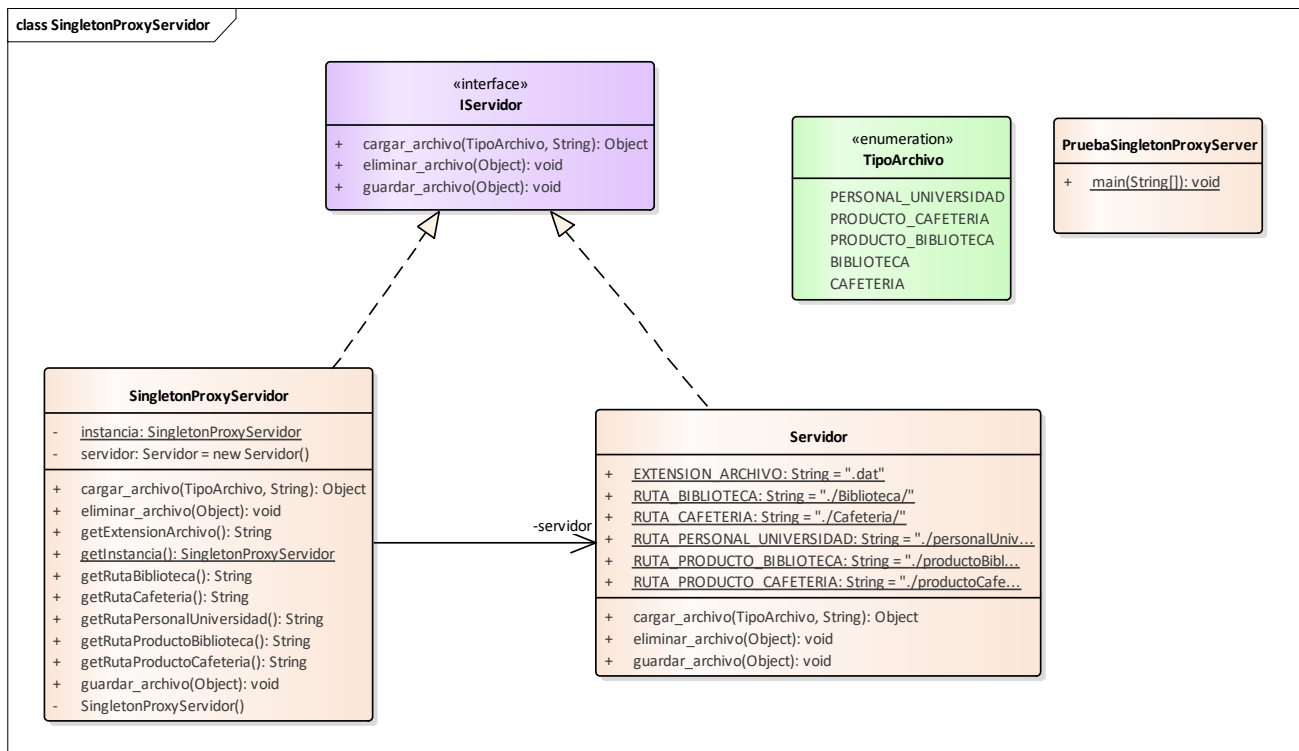 class SingletonProxyServidor
«interface»
IServidor
+ cargar_archivo(TipoArchivo, String): Object
+ eliminar_archivo(Object): void
+ guardar_archivo(Object): void
«enumeration»
TipoArchivo
PERSONAL_UNIVERSIDAD
PRODUCTO_CAFETERIA
PRODUCTO_BIBLIOTECA
BIBLIOTECA
CAFETERIA
PruebaSingletonProxyServer
+ main(String[]): void
SingletonProxyServidor
- instancia: SingletonProxyServidor
- servidor: Servidor = new Servidor()
+ cargar_archivo(TipoArchivo, String): Object
+ eliminar_archivo(Object): void
+ getExtensionArchivo(): String
+ getInstancia(): SingletonProxyServidor
+ getRutaBiblioteca(): String
+ getRutaCafeteria(): String
+ getRutaPersonalUniversidad(): String
+ getRutaProductoBiblioteca(): String
+ getRutaProductoCafeteria(): String
+ guardar_archivo(Object): void
- SingletonProxyServidor()
-servidor
Servidor
+ EXTENSION_ARCHIVO: String = ".dat"
+ RUTA_BIBLIOTECA: String = "./Biblioteca/"
+ RUTA_CAFETERIA: String = "./Cafeteria/"
+ RUTA_PERSONAL_UNIVERSIDAD: String = "./personalUniv...
+ RUTA_PRODUCTO_BIBLIOTECA: String = "./productoBibl...
+ RUTA_PRODUCTO_CAFETERIA: String = "./productoCafe...
+ cargar_archivo(TipoArchivo, String): Object
+ eliminar_archivo(Object): void
+ guardar_archivo(Object): void